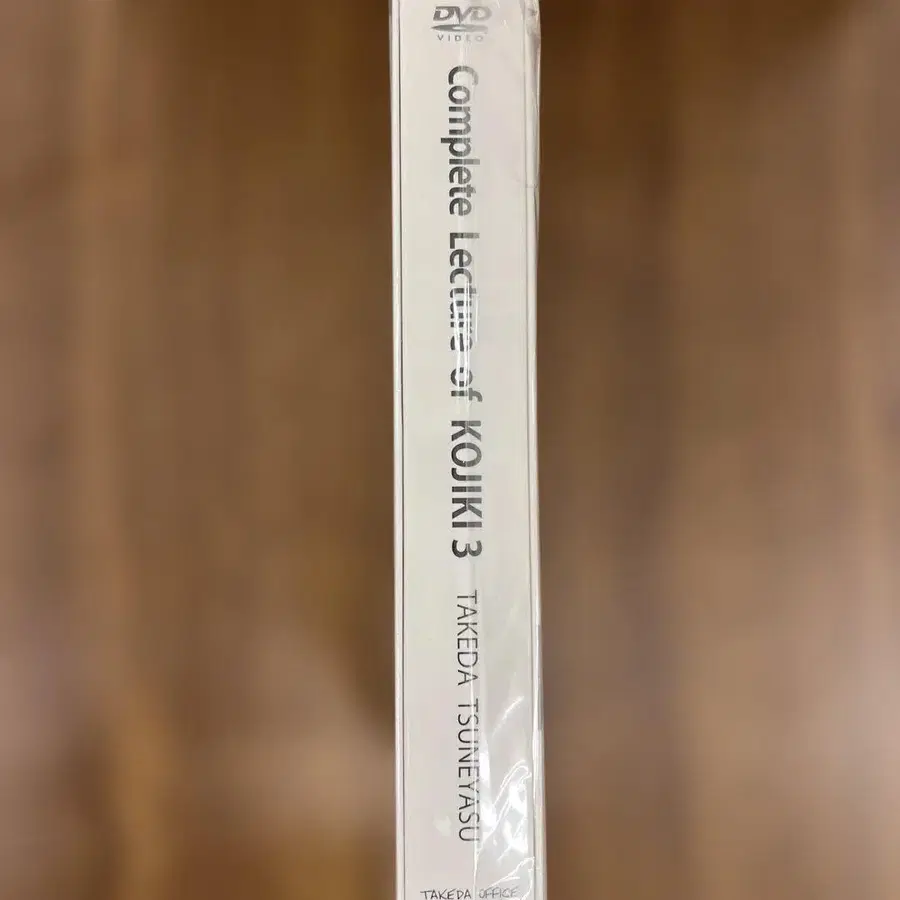 DVD
VIDEO
Complete Lecture of KOJIKI 3
TAKEDA TSUNEYASU
TAKEDA OFFICE